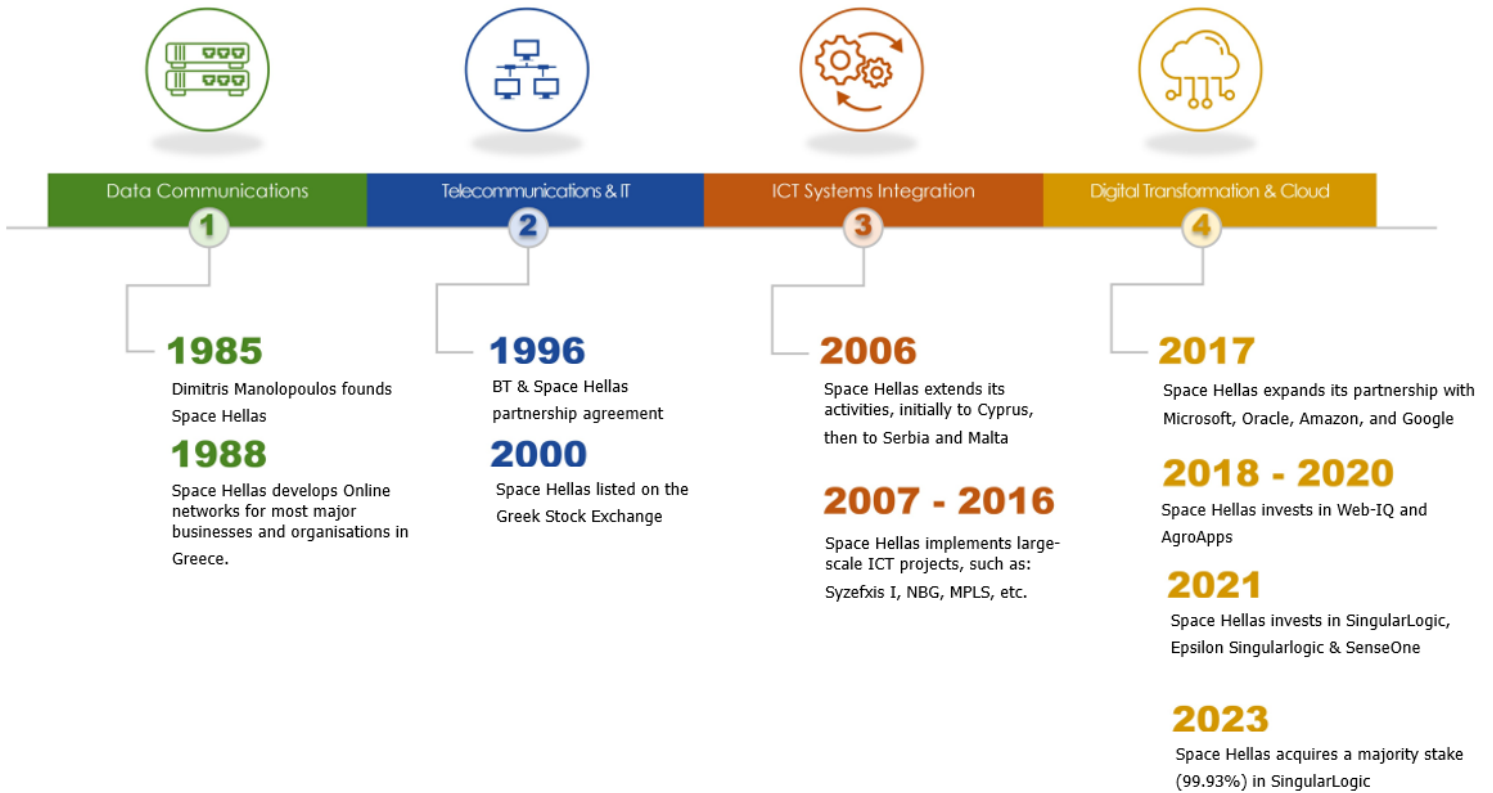 Data Communications
Telecommunications & IT
ICT Systems Integration
Digital Transformation & Cloud
1
2
3
4
1985
Dimitris Manolopoulos founds
Space Hellas
1988
Space Hellas develops Online
networks for most major
businesses and organisations in
Greece.
1996
BT & Space Hellas
partnership agreement
2000
Space Hellas listed on the
Greek Stock Exchange
2006
Space Hellas extends its
activities, initially to Cyprus,
then to Serbia and Malta
2007 - 2016
Space Hellas implements large-
scale ICT projects, such as:
Syzefxis I, NBG, MPLS, etc.
2017
Space Hellas expands its partnership with
Microsoft, Oracle, Amazon, and Google
2018 - 2020
Space Hellas invests in Web-IQ and
AgroApps
2021
Space Hellas invests in SingularLogic,
Epsilon Singularlogic & SenseOne
2023
Space Hellas acquires a majority stake
(99.93%) in SingularLogic